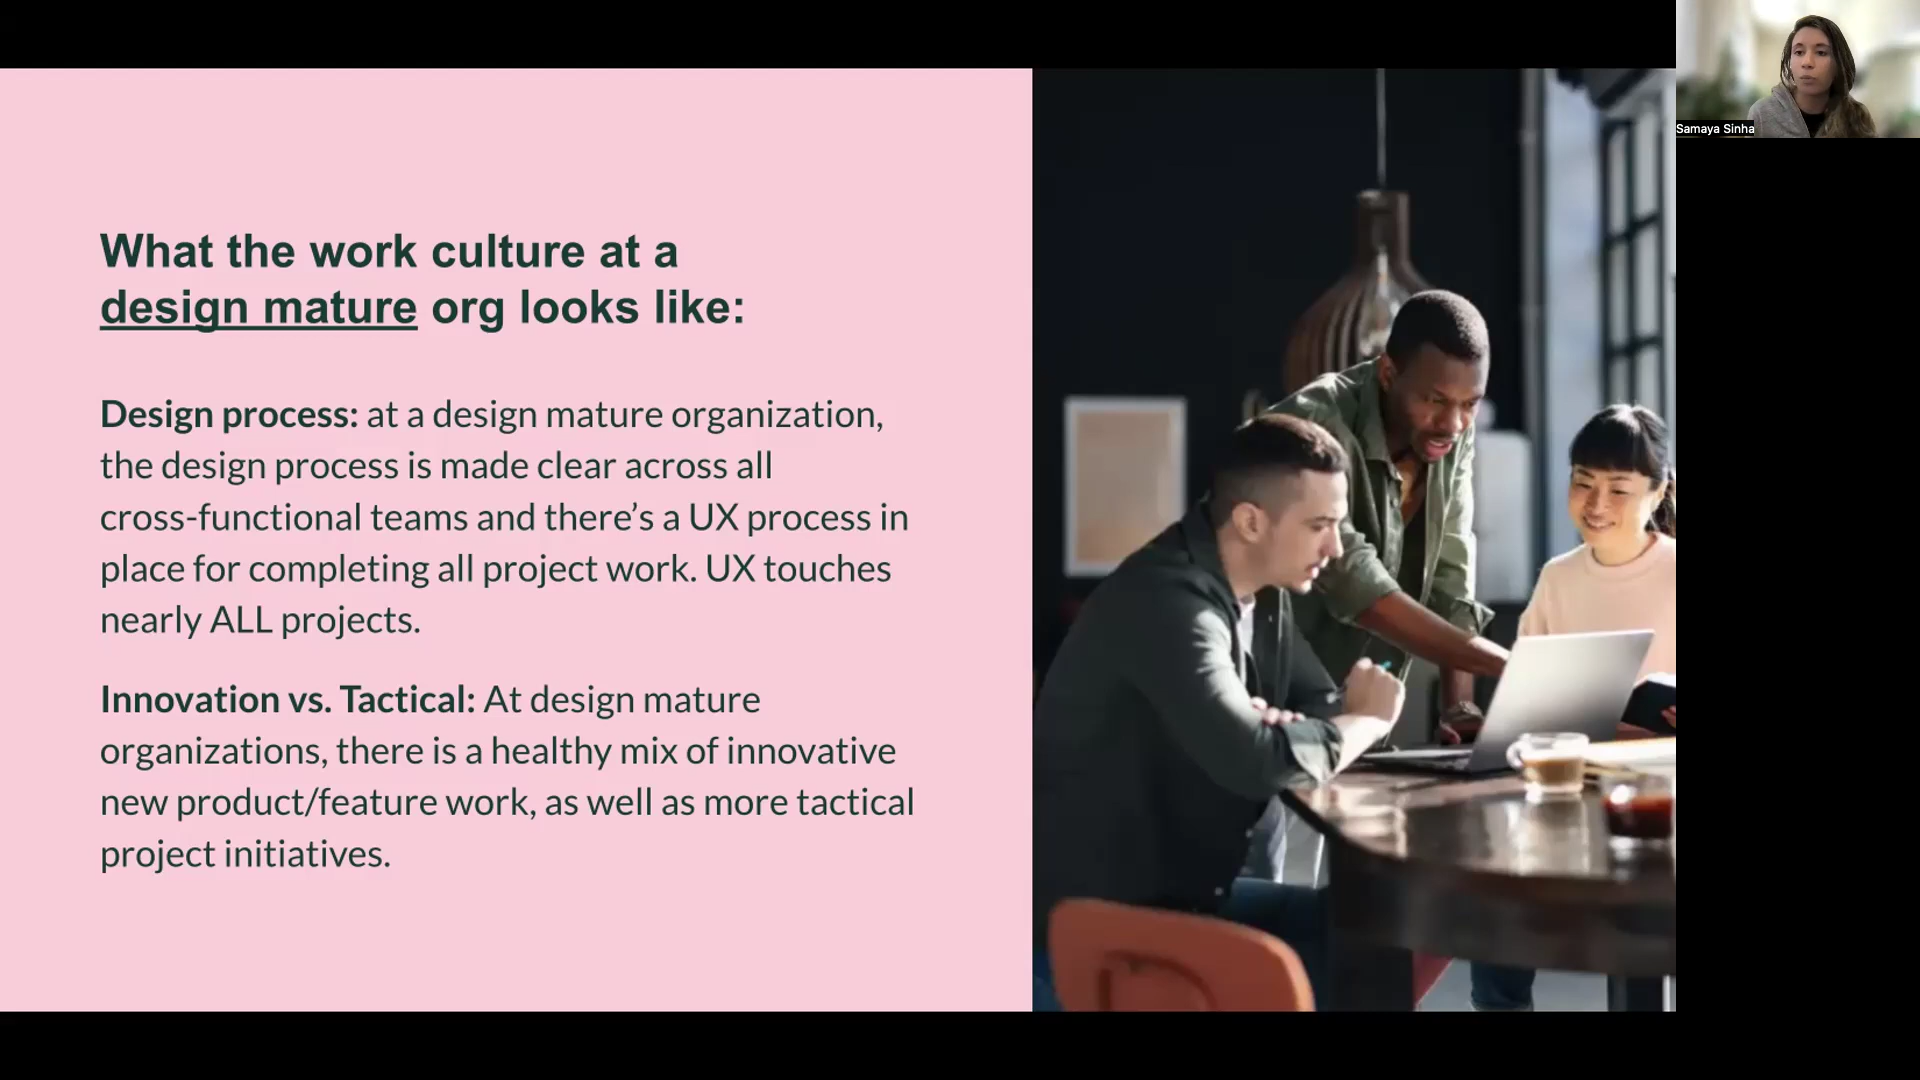 What the work culture at a
design mature org looks like:
Design process: at a design mature organization,
the design process is made clear across all
cross-functional teams and there’s a UX process in
place for completing all project work. UX touches
nearly ALL projects.
Innovation vs. Tactical: At design mature
organizations, there is a healthy mix of innovative
new product/feature work, as well as more tactical
project initiatives.
Samaya Sinha